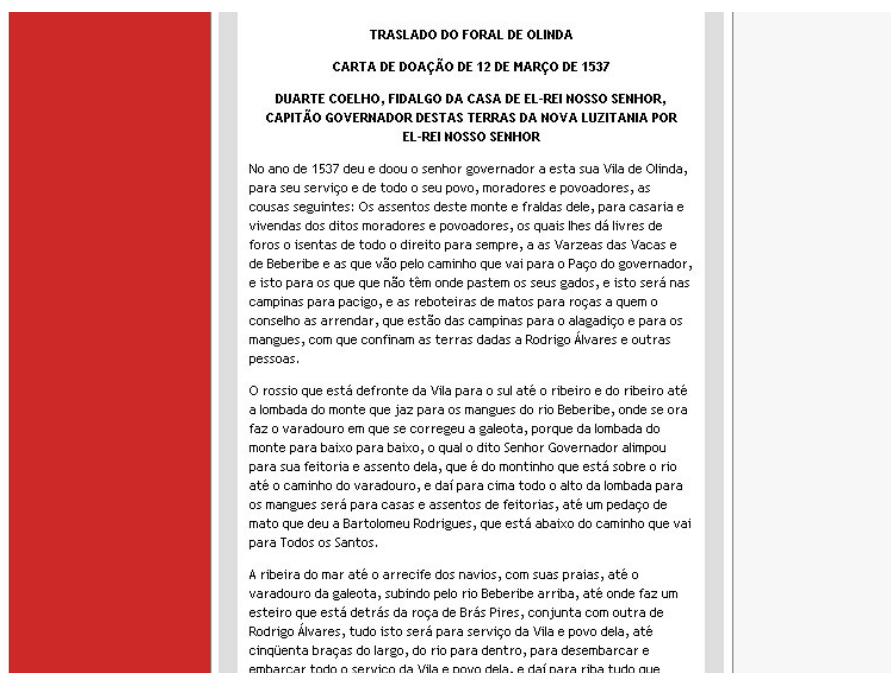 TRASLADO DO FORAL DE OLINDA
CARTA DE DOAÇÃO DE 12 DE MARÇO DE 1537
DUARTE COELHO, FIDALGO DA CASA DE EL-REI NOSSO SENHOR,
CAPITÃO GOVERNADOR DESTAS TERRAS DA NOVA LUZITANIA POR
EL-REI NOSSO SENHOR
No ano de 1537 deu e doou o senhor governador a esta sua Vila de Olinda,
para seu serviço e de todo o seu povo, moradores e povoadores, as
cousas seguintes: Os assentos deste monte e fraldas dele, para casaria e
vivendas dos ditos moradores e povoadores, os quais lhes dá livres de
foros o isentas de todo o direito para sempre, a as Varzeas das Vacas e
de Beberibe e as que vão pelo caminho que vai para o Paço do governador,
e isto para os que que não têm onde pastem os seus gados, e isto será nas
campinas para pacigo, e as reboteiras de matos para roças a quem o
conselho as arrendar, que estão das campinas para o alagadiço e para os
mangues, com que confinam as terras dadas a Rodrigo Álvares e outras
pessoas.
O rossio que está defronte da Vila para o sul até o ribeiro e do ribeiro até
a lombada do monte que jaz para os mangues do rio Beberibe, onde se ora
faz o varadouro em que se corregeu a galeota, porque da lombada do
monte para baixo para baixo, o qual o dito Senhor Governador alimpou
para sua feitoria e assento dela, que é do montinho que está sobre o rio
até o caminho do varadouro, e daí para cima todo o alto da lombada para
os mangues será para casas e assentos de feitorias, até um pedaço de
mato que deu a Bartolomeu Rodrigues, que está abaixo do caminho que vai
para Todos os Santos.
A ribeira do mar até o arrecife dos navios, com suas praias, até o
varadouro da galeota, subindo pelo rio Beberibe arriba, até onde faz um
esteiro que está detrás da roça de Brás Pires, conjunta com outra de
Rodrigo Álvares, tudo isto será para serviço da Vila e povo dela, até
cinqüenta braças do largo, do rio para dentro, para desembarcar e
embarcar todo o serviço da Vila e povo dela, e daí para riba tudo que